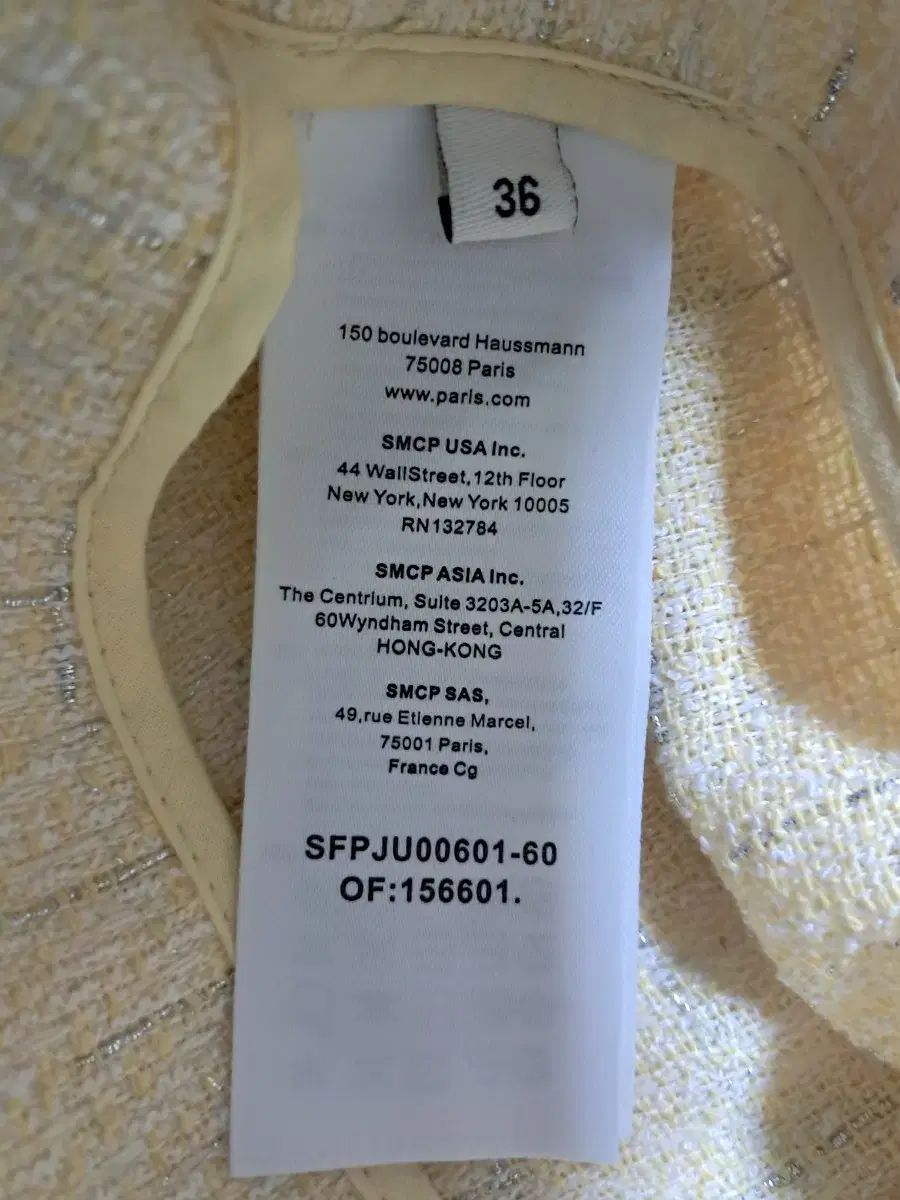 36
150 boulevard Haussmann
75008 Paris
www.paris.com
SMCP USA Inc.
44 WallStreet,12th Floor
New York,New York 10005
RN132784
SMCP ASIA Inc.
The Centrium, Suite 3203A-5A,32/F
60Wyndham Street, Central
HONG-KONG
SMCP SAS,
49,rue Etienne Marcel,
75001 Paris,
France Cg
SFPJU00601-60
OF:156601.